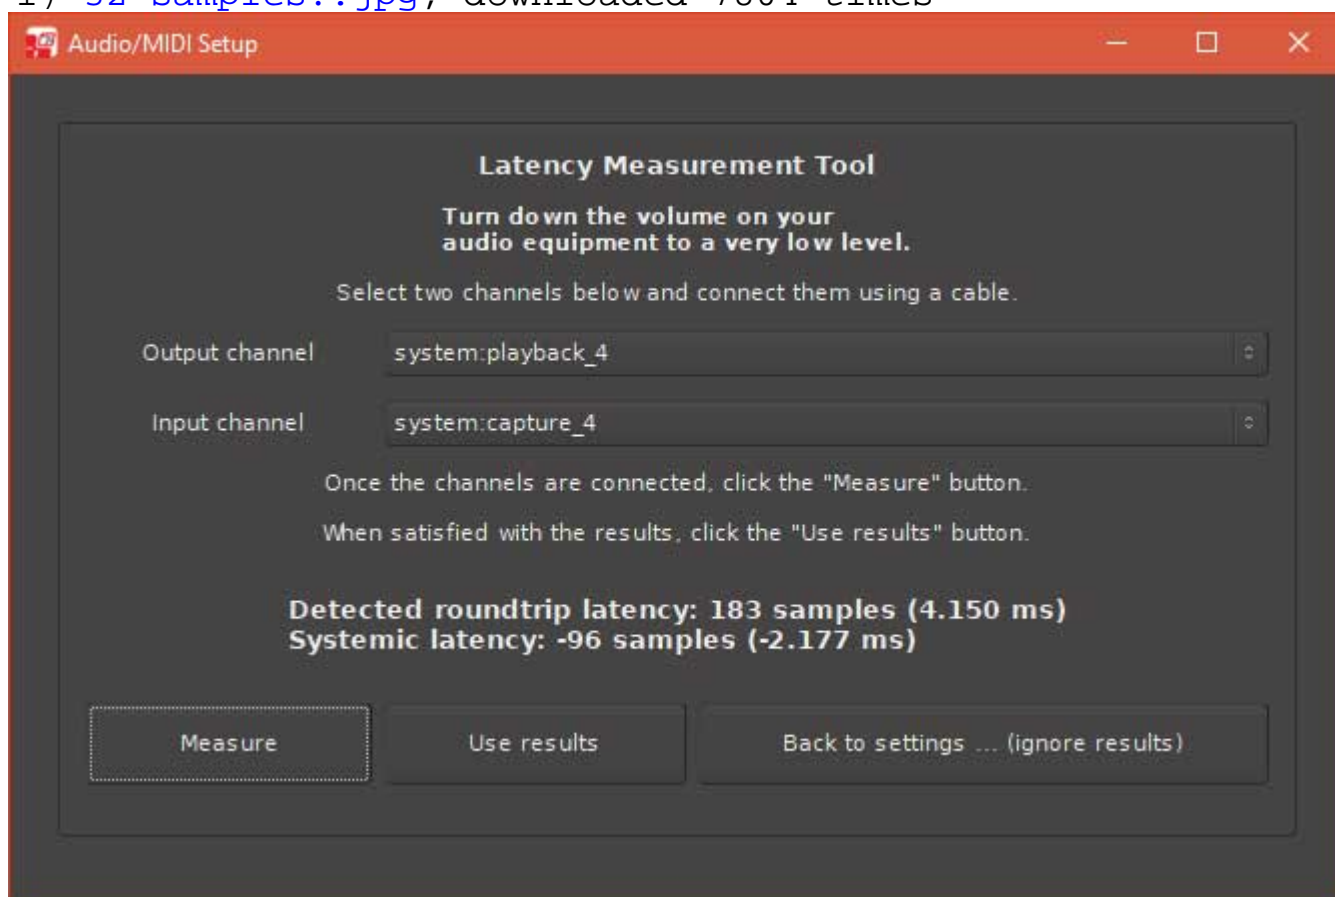 Audio/MIDI Setup
Latency Measurement Tool
Turn down the volume on your
audio equipment to a very low level.
Select two channels below and connect them using a cable.
Output channel system:playback_4
Input channel system:capture_4
Once the channels are connected, click the "Measure" button.
When satisfied with the results, click the "Use results" button.
Detected roundtrip latency: 183 samples (4.150 ms)
Systemic latency: -96 samples (-2.177 ms)
Measure Use results Back to settings ... (ignore results)